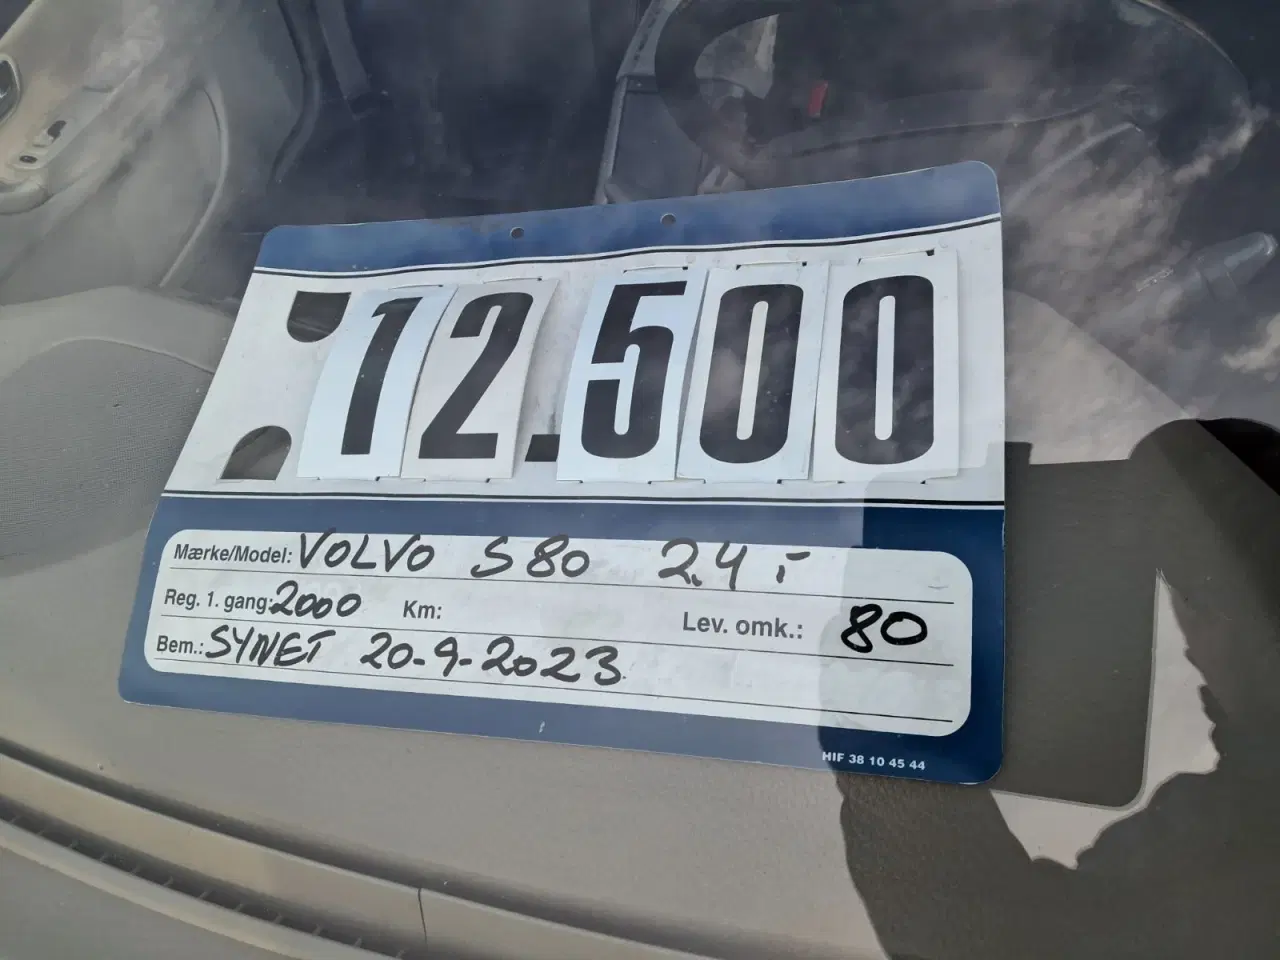 12.500
Mærke/Model: VOLVO S80 2.4 i
Reg. 1. gang: 2000 Km: Lev. omk.: 80
Bem.: SYNET 20-9-2023
HIF 38 10 45 44